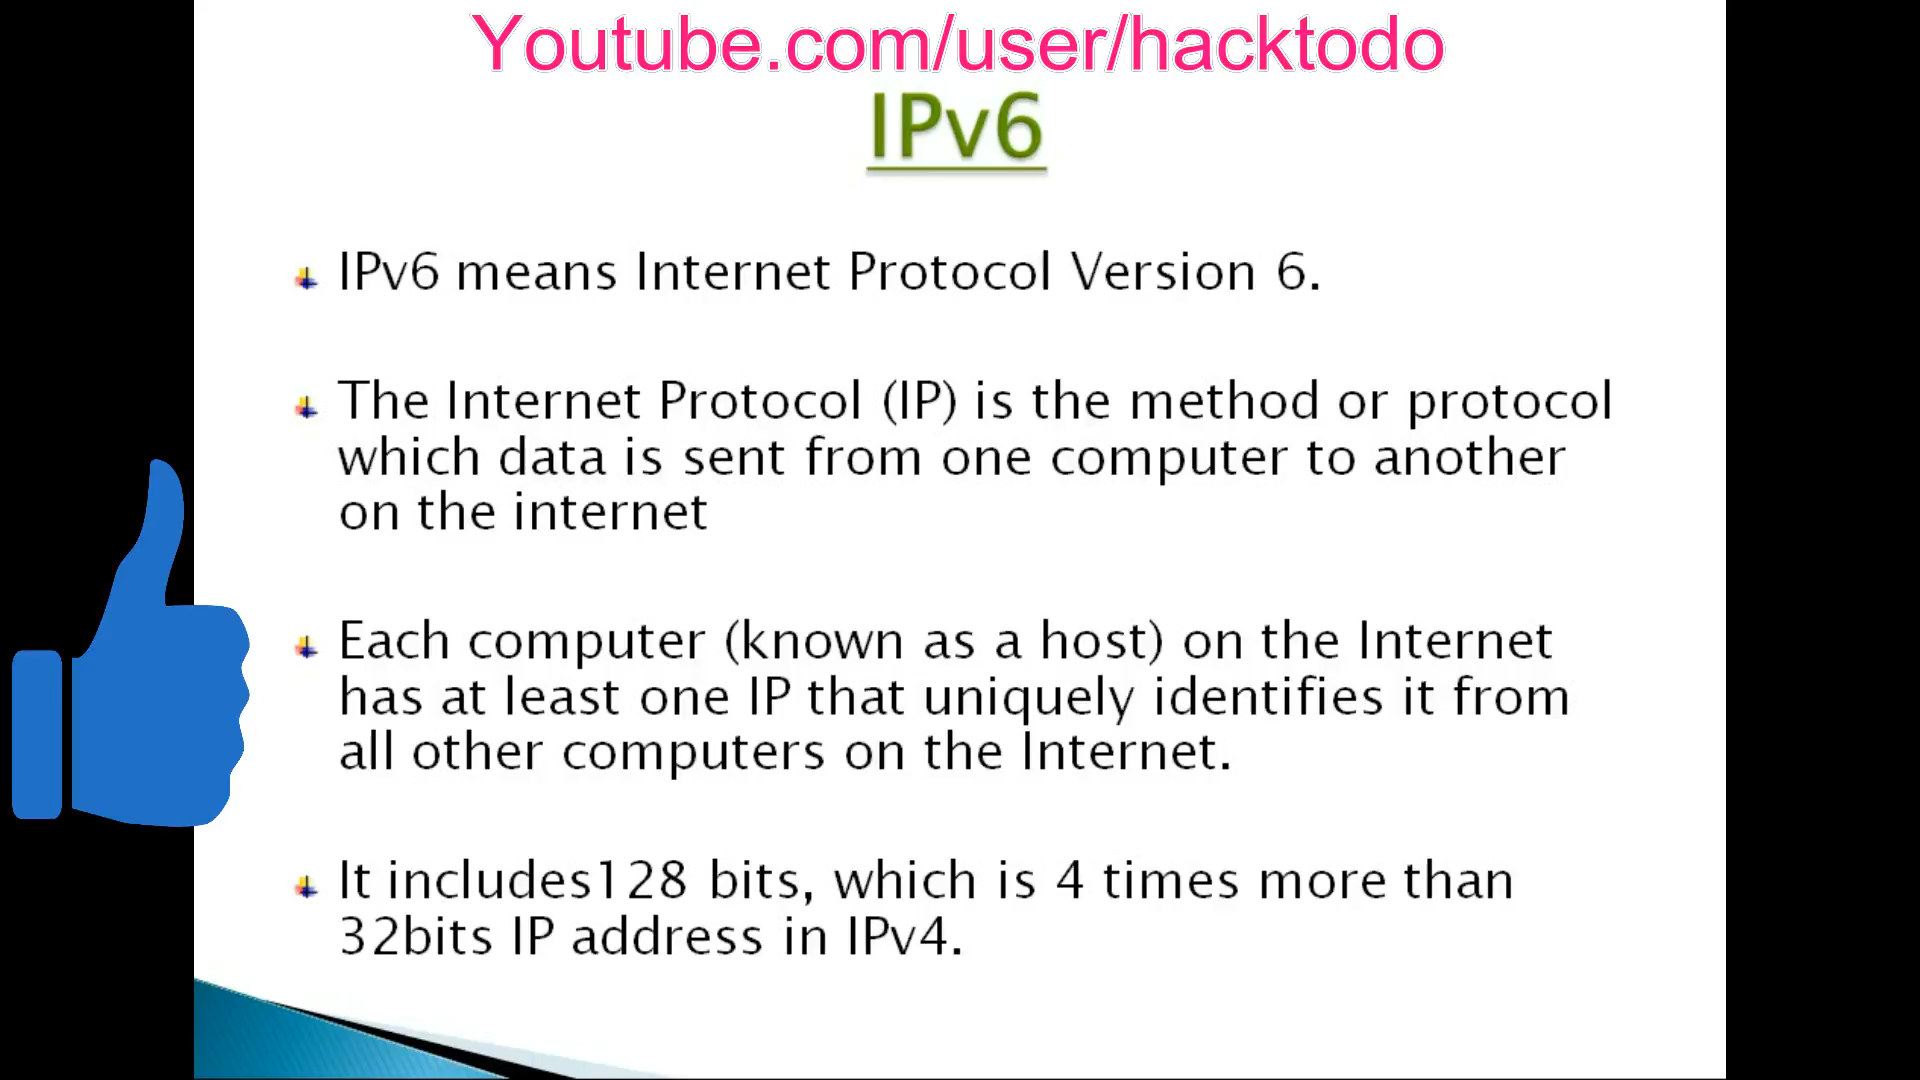 Youtube.com/user/hacktodo
IPv6
IPv6 means Internet Protocol Version 6.
The Internet Protocol (IP) is the method or protocol
which data is sent from one computer to another
on the internet
Each computer (known as a host) on the Internet
has at least one IP that uniquely identifies it from
all other computers on the Internet.
It includes128 bits, which is 4 times more than
32bits IP address in IPv4.